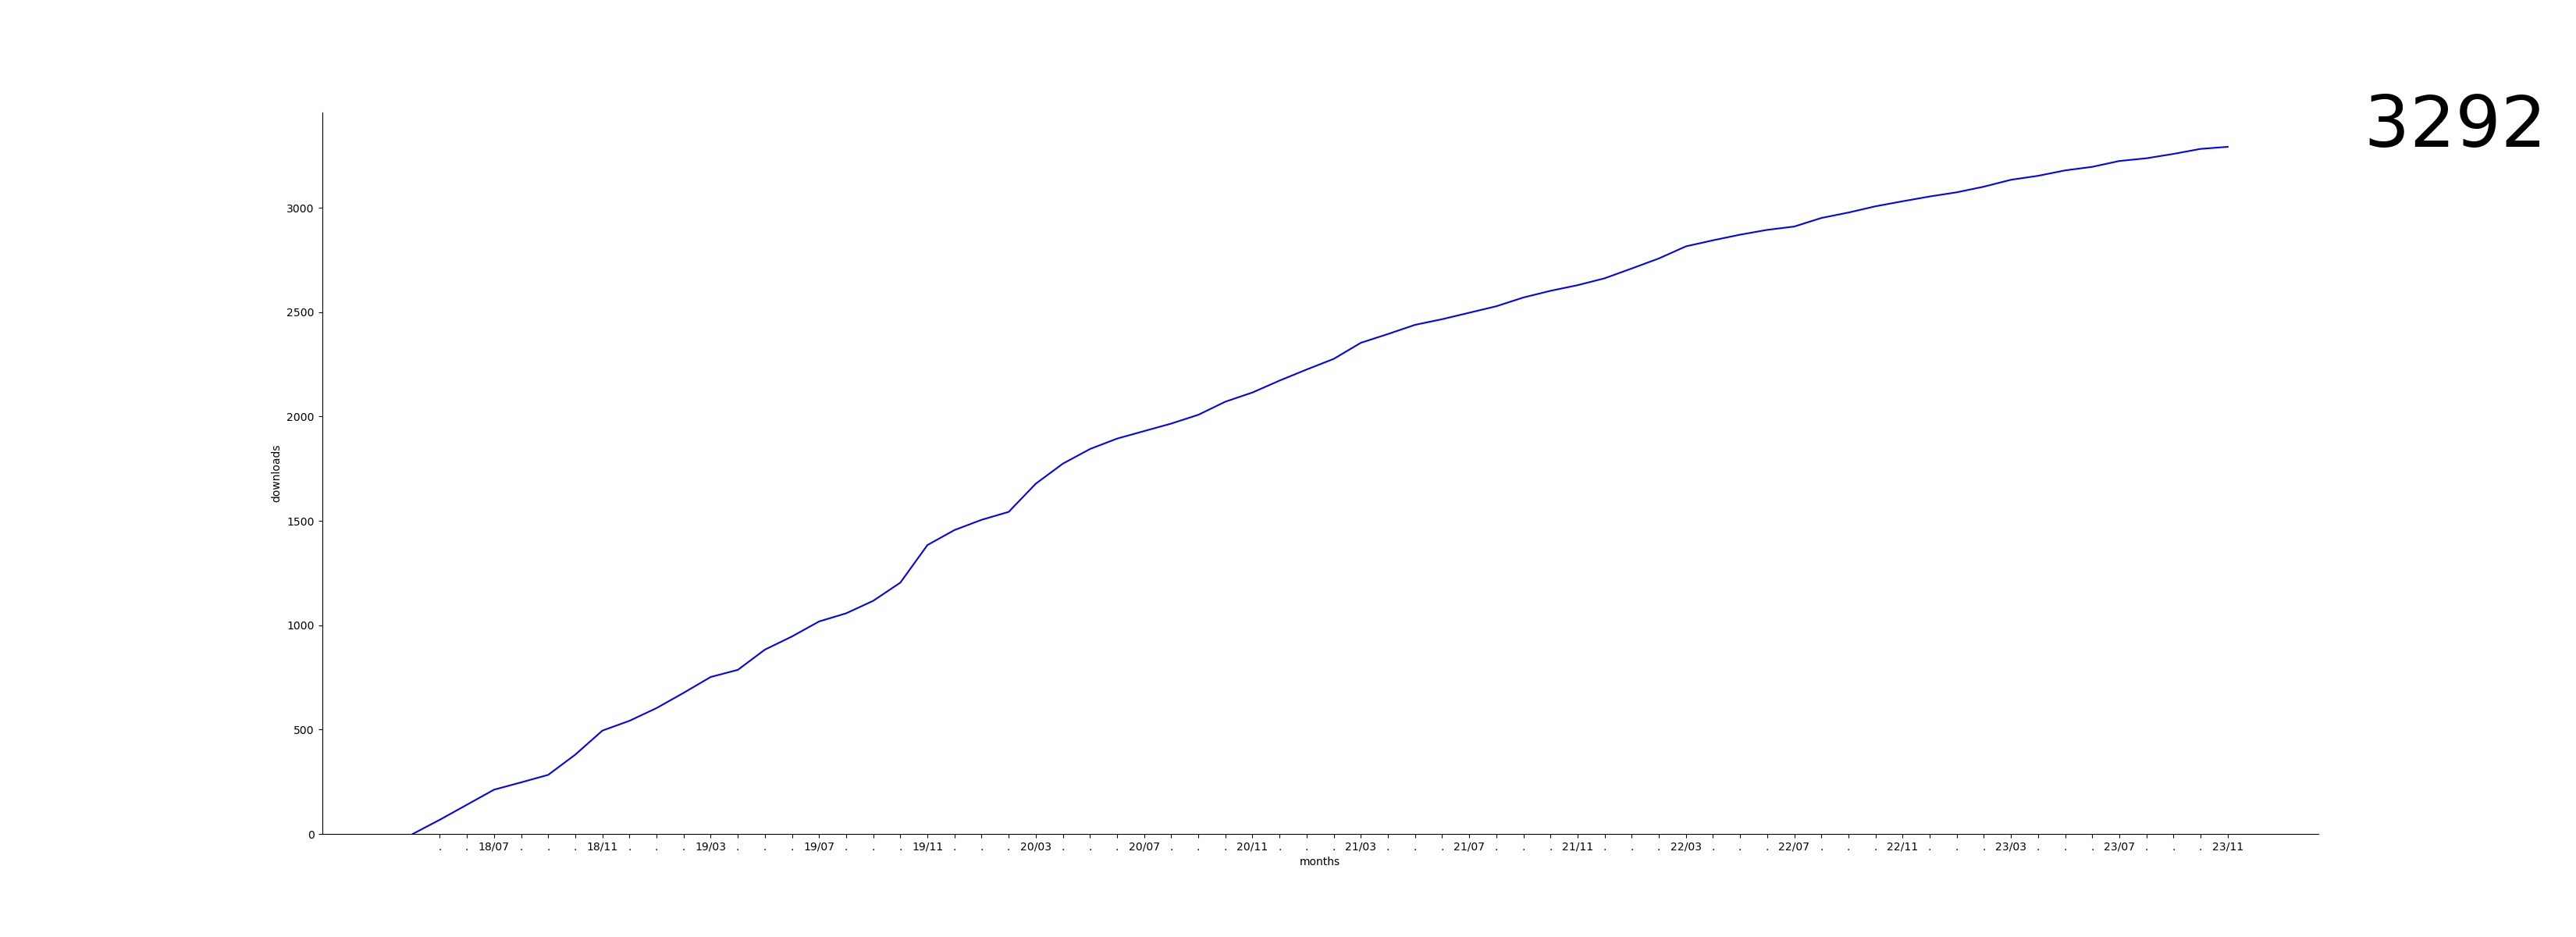 3292
3000
2500
2000
1500
1000
500
0
downloads
. . 18/07 . . . 18/11 . . . 19/03 . . . 19/07 . . . 19/11 . . . 20/03 . . . 20/07 . . . 20/11 . . . 21/03 . . . 21/07 . . . 21/11 . . . 22/03 . . . 22/07 . . . 22/11 . . . 23/03 . . . 23/07 . . . 23/11
months